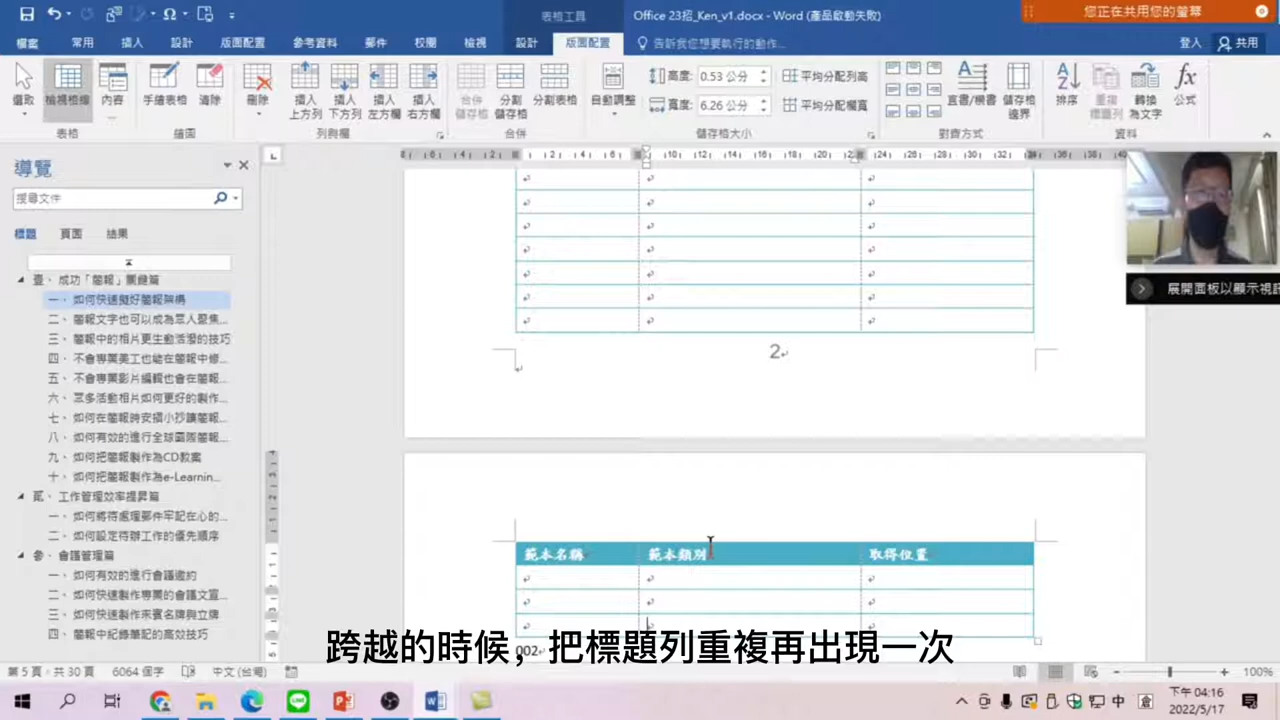 表格工具
Office 23招_Ken_v1.docx - Word (產品啟動失敗)
您正在共用您的螢幕
檔案 常用 插入 設計 版面配置 參考資料 郵件 校閱 檢視 設計 版面配置 告訴我您想要執行的動作... 登入 共用
選取 檢視格線 內容 手繪表格 清除 刪除 插入上方列 插入下方列 插入左方欄 插入右方欄 合併儲存格 分割儲存格 分割表格 自動調整 高度: 0.53 公分 平均分配列高 直書/橫書 儲存格邊界 排序 重複標題列 轉換為文字 公式
寬度: 6.26 公分 平均分配欄寬
表格 繪圖 列與欄 合併 儲存格大小 對齊方式 資料
導覽
搜尋文件
標題 頁面 結果
壹、 成功「簡報」關鍵篇
一、 如何快速擬好簡報架構
二、 簡報文字也可以成為眾人聚焦...
三、 簡報中的相片更生動活潑的技巧
四、 不會專業美工也能在簡報中修...
五、 不會專業影片編輯也會在簡報...
六、 眾多活動相片如何更好的製作...
七、 如何在簡報時安插小抄讓簡報...
八、 如何有效的進行全球國際簡報...
九、 如何把簡報製作為CD教案
十、 如何把簡報製作為e-Learnin...
貳、 工作管理效率提昇篇
一、 如何將待處理郵件牢記在心的...
二、 如何設定待辦工作的優先順序
參、 會議管理篇
一、 如何有效的進行會議邀約
二、 如何快速製作專業的會議文宣...
三、 如何快速製作來賓名牌與立牌
四、 簡報中紀錄筆記的高效技巧
展開面板以顯示視訊
2
範本名稱 範本類別 取得位置
002
跨越的時候，把標題列重複再出現一次
第 5 頁，共 30 頁 6064 個字 中文 (台灣) 100%
中 下午 04:16
2022/5/17